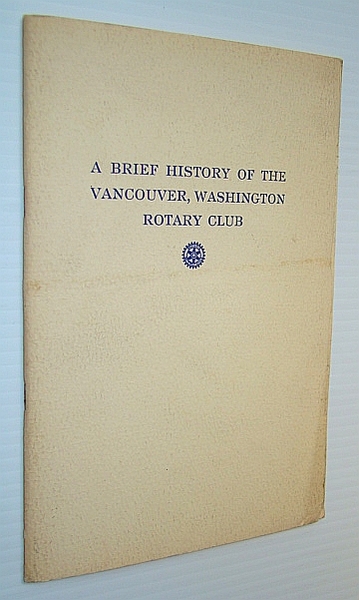 A BRIEF HISTORY OF THE
VANCOUVER, WASHINGTON
ROTARY CLUB